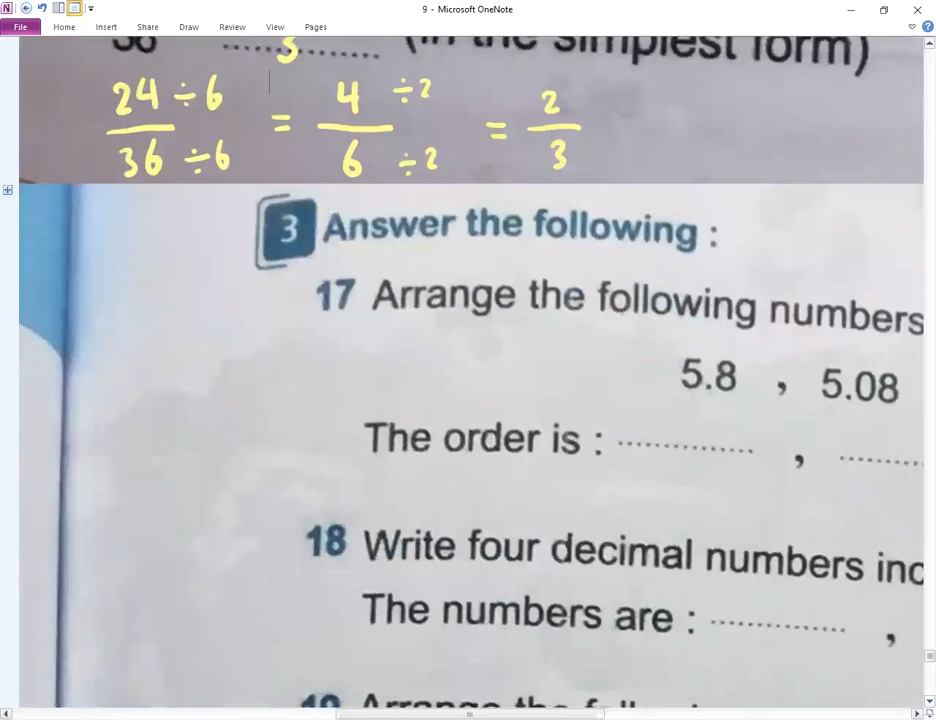 9 - Microsoft OneNote
File Home Insert Draw Review View Pages
(in the simplest form)
24 ÷6 = 4 ÷2 = 2
36 ÷6 6 ÷2 3
3 Answer the following :
17 Arrange the following numbers
5.8 , 5.08
The order is : .................. , ...........
18 Write four decimal numbers inc
The numbers are : .................. ,